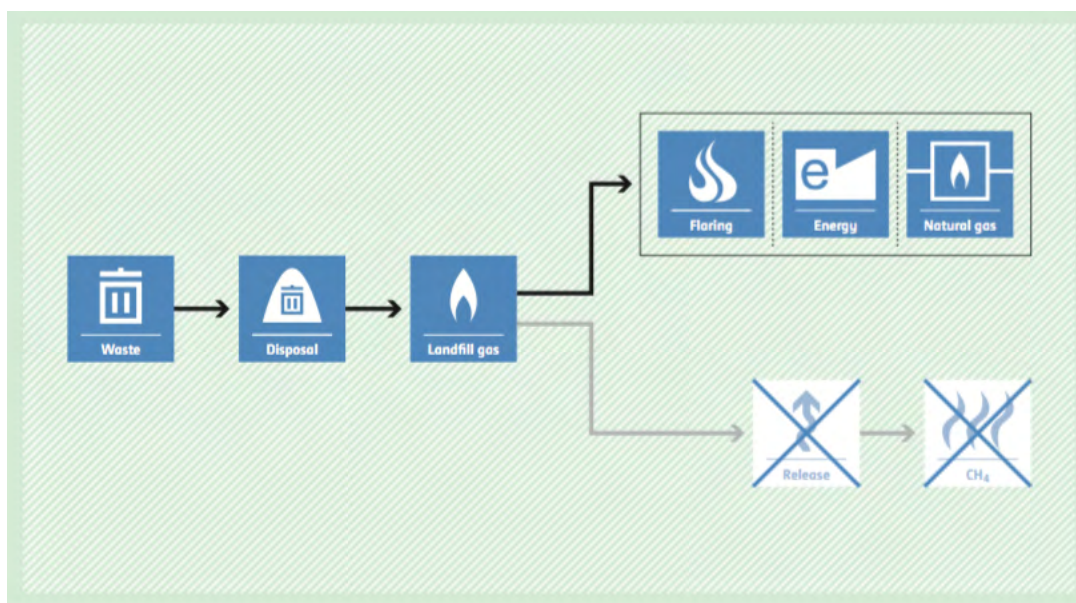 Flaring
e
Energy
Natural gas
Waste
Disposal
Landfill gas
Release
CH₄